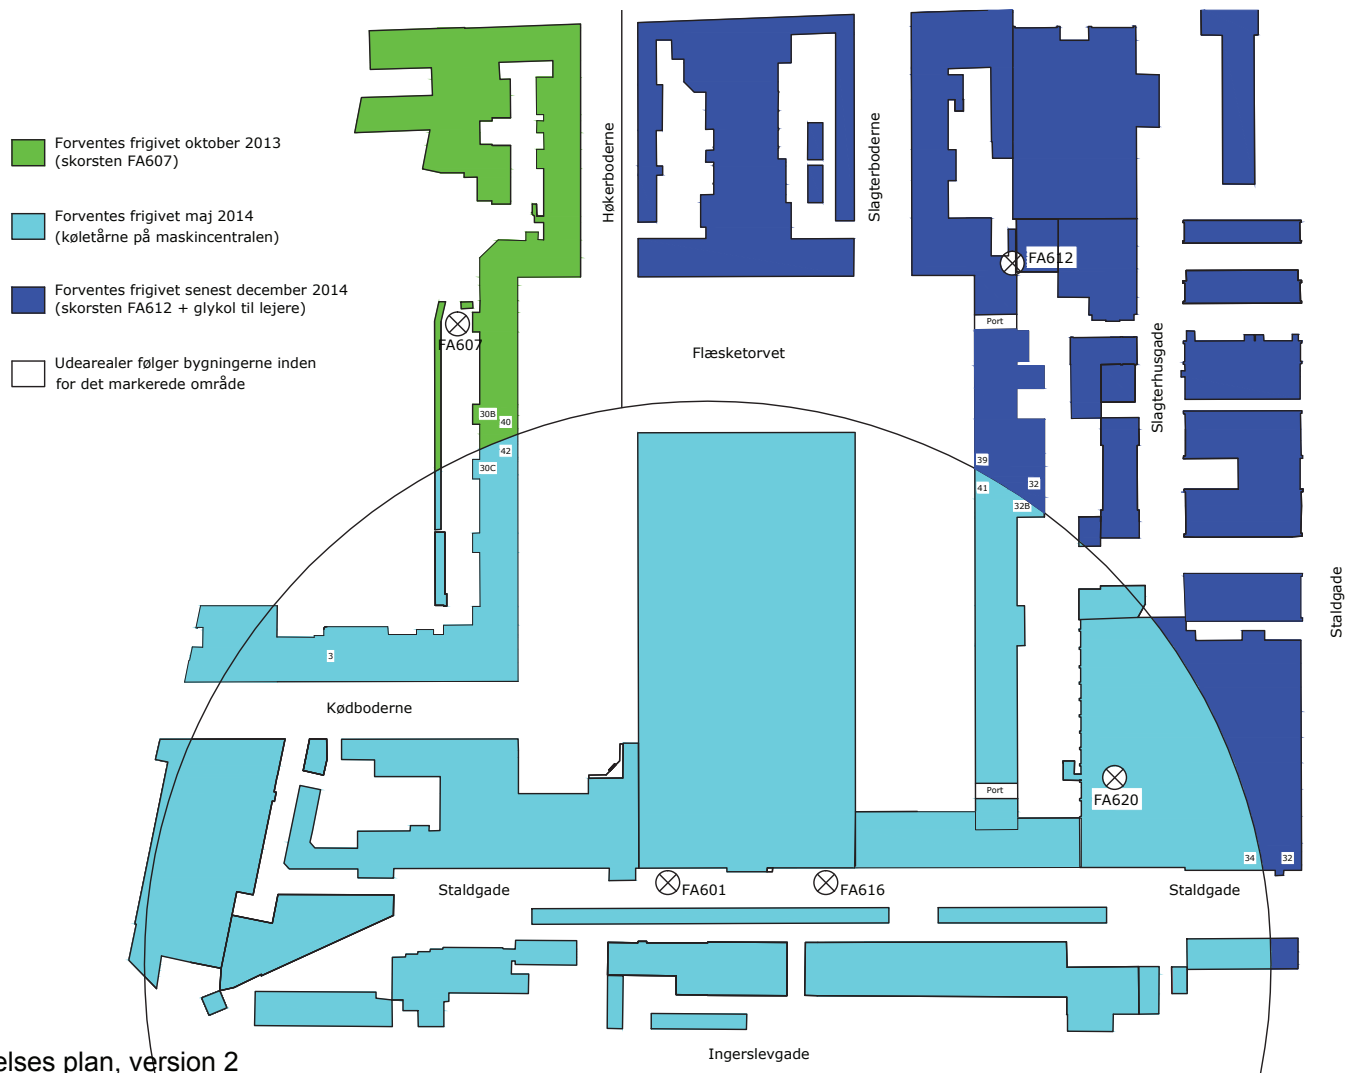 Forventes frigivet oktober 2013
(skorsten FA607)
Forventes frigivet maj 2014
(køletårne på maskincentralen)
Forventes frigivet senest december 2014
(skorsten FA612 + glykol til lejere)
Udearealer følger bygningerne inden
for det markerede område
Høkerboderne
Slagterboderne
FA612
Port
FA607
Flæsketorvet
Slagterhusgade
30B
40
42
30C
39
41
32
32B
Staldgade
3
Kødboderne
Port
FA620
34
32
Staldgade
FA601
FA616
Staldgade
Ingerslevgade
elses plan, version 2